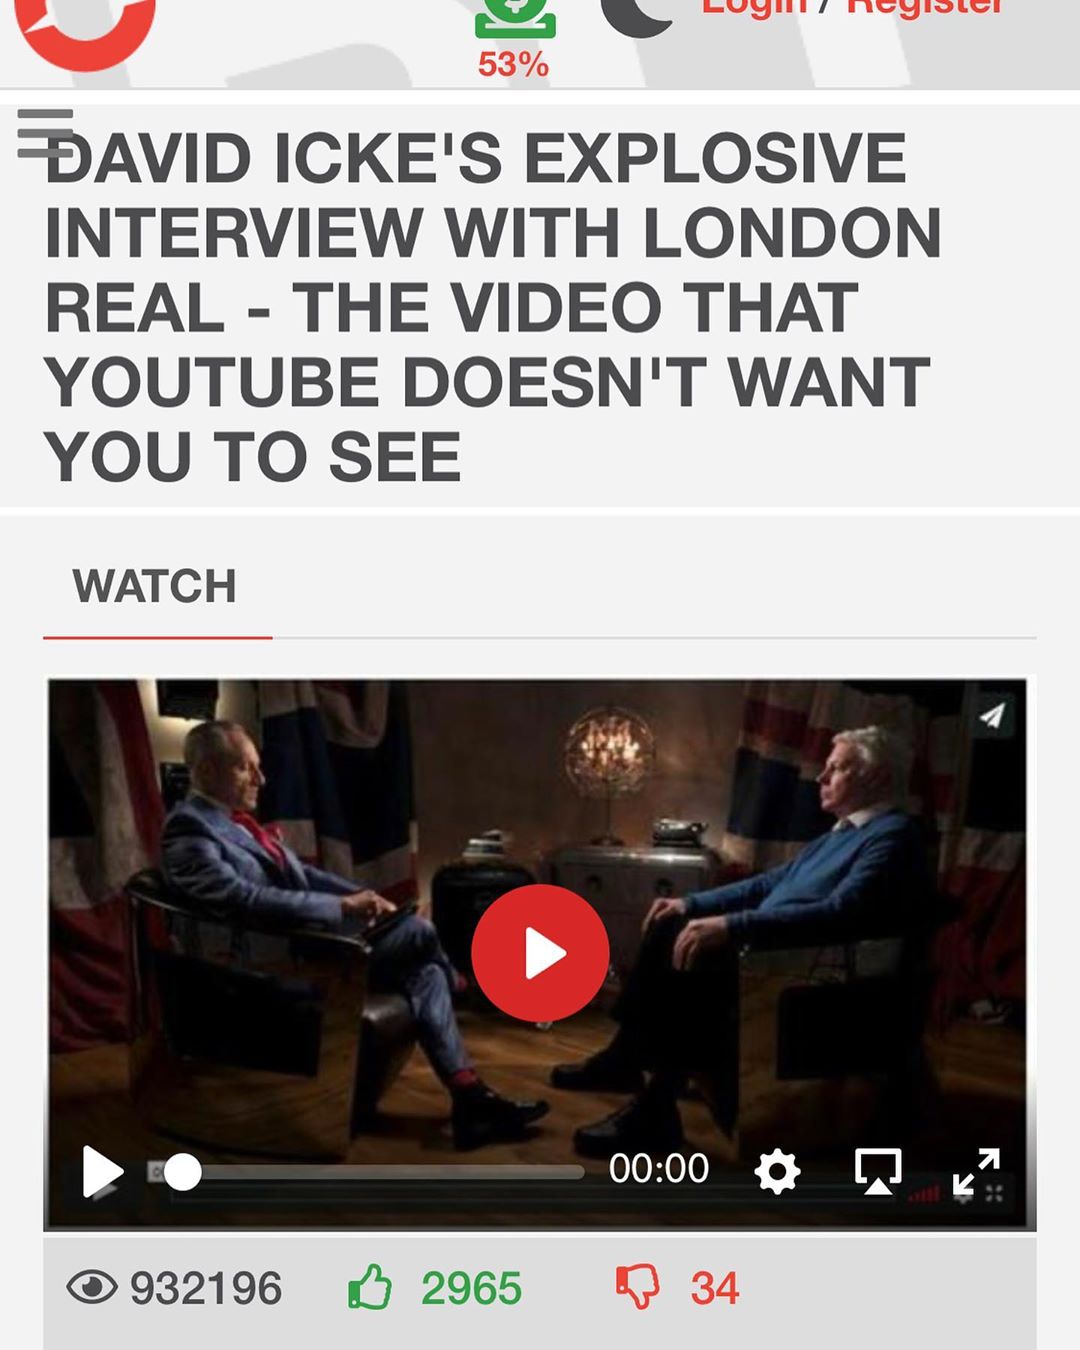 Login / Register
53%
DAVID ICKE'S EXPLOSIVE
INTERVIEW WITH LONDON
REAL - THE VIDEO THAT
YOUTUBE DOESN'T WANT
YOU TO SEE
WATCH
00:00
932196 2965 34